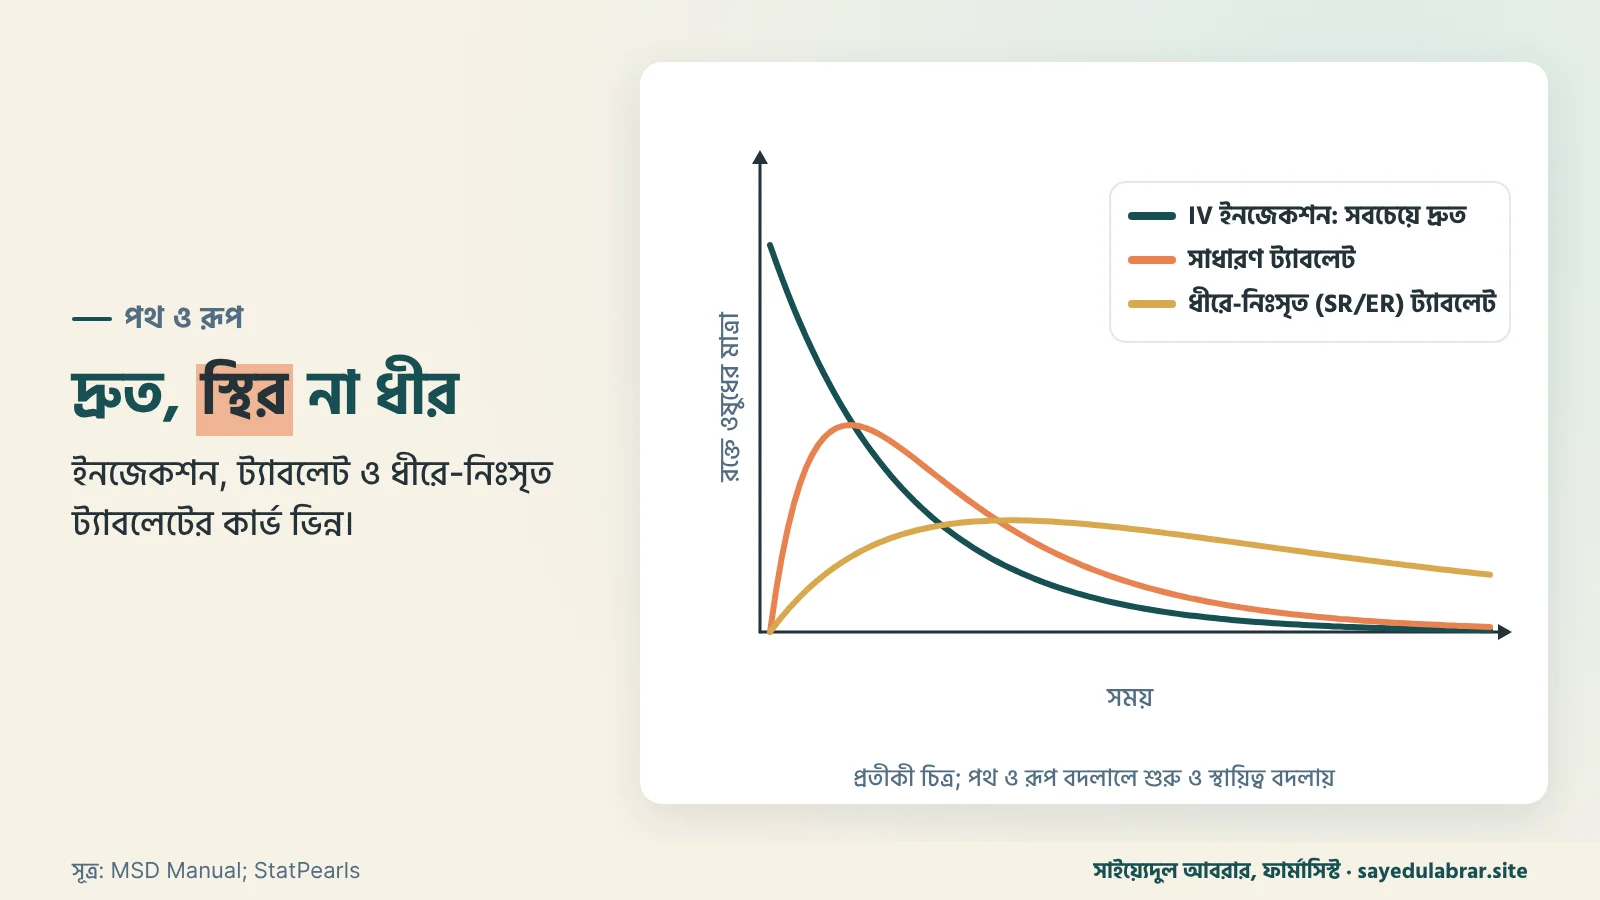 পথ ও রূপ
দ্রুত, স্থির না ধীর
ইনজেকশন, ট্যাবলেট ও ধীরে-নিঃসৃত
ট্যাবলেটের কার্ভ ভিন্ন।
রক্তে ওষুধের মাত্রা
IV ইনজেকশন: সবচেয়ে দ্রুত
সাধারণ ট্যাবলেট
ধীরে-নিঃসৃত (SR/ER) ট্যাবলেট
সময়
প্রতীকী চিত্র; পথ ও রূপ বদলালে শুরু ও স্থায়িত্ব বদলায়
সূত্র: MSD Manual; StatPearls
সাইয়্যেদুল আবরার, ফার্মাসিস্ট · sayedulabrar.site